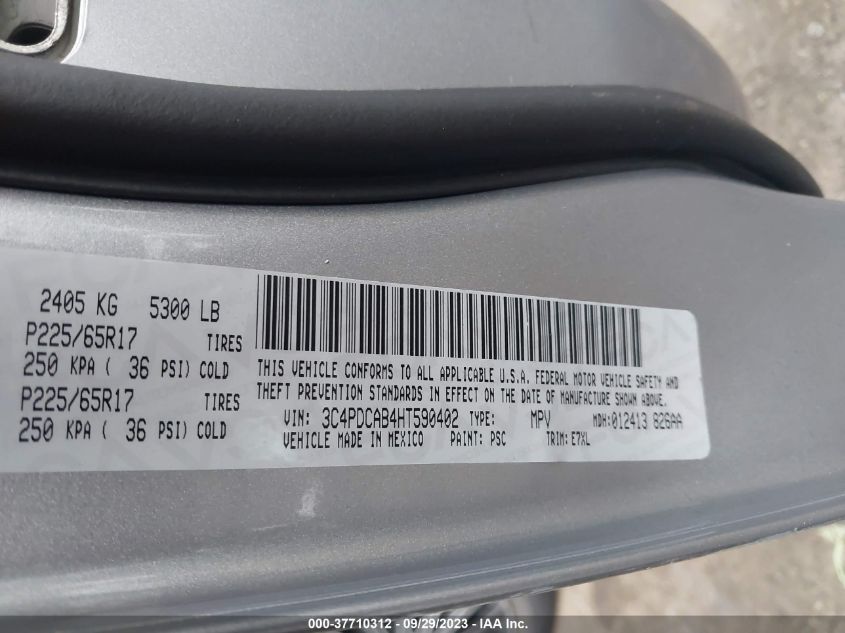 2405 KG 5300 LB
P225/65R17 TIRES
250 KPA ( 36 PSI) COLD
P225/65R17 TIRES
250 KPA ( 36 PSI) COLD
THIS VEHICLE CONFORMS TO ALL APPLICABLE U.S.A. FEDERAL MOTOR VEHICLE SAFETY AND
THEFT PREVENTION STANDARDS IN EFFECT ON THE DATE OF MANUFACTURE SHOWN ABOVE.
VIN: 3C4PDCAB4HT590402 TYPE: MPV MDH:012413 826AA
VEHICLE MADE IN MEXICO PAINT: PSC TRIM: E7XL
000-37710312 - 09/29/2023 - IAA Inc.